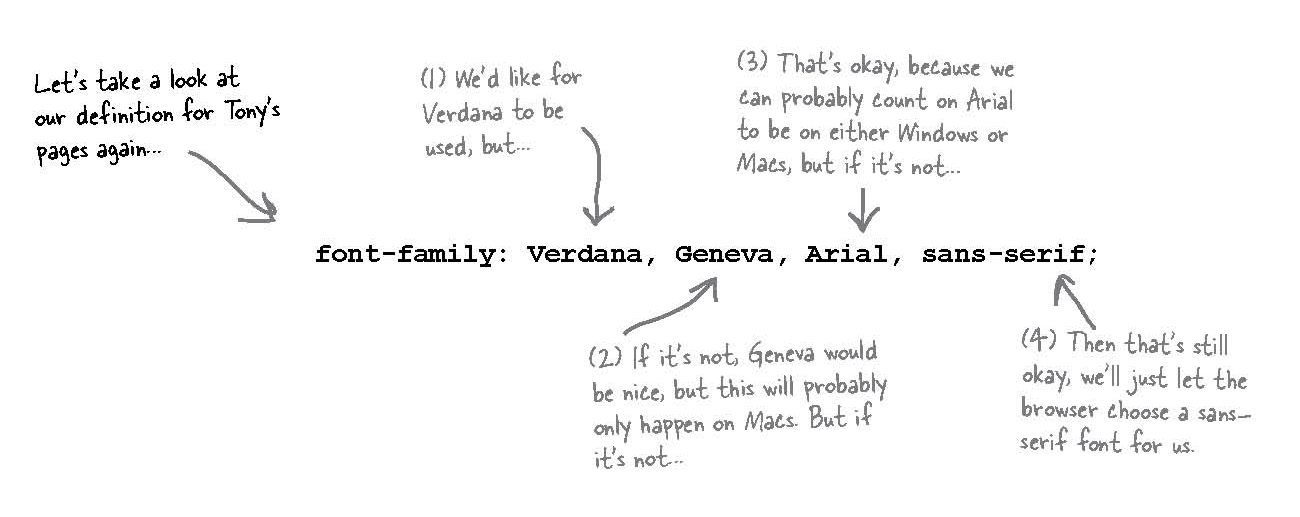 Let's take a look at
our definition for Tony's
pages again...
(1) We'd like for
Verdana to be
used, but...
(3) That's okay, because we
can probably count on Arial
to be on either Windows or
Macs, but if it's not...
font-family: Verdana, Geneva, Arial, sans-serif;
(2) If it's not, Geneva would
be nice, but this will probably
only happen on Macs. But if
it's not...
(4) Then that's still
okay, we'll just let the
browser choose a sans-
serif font for us.